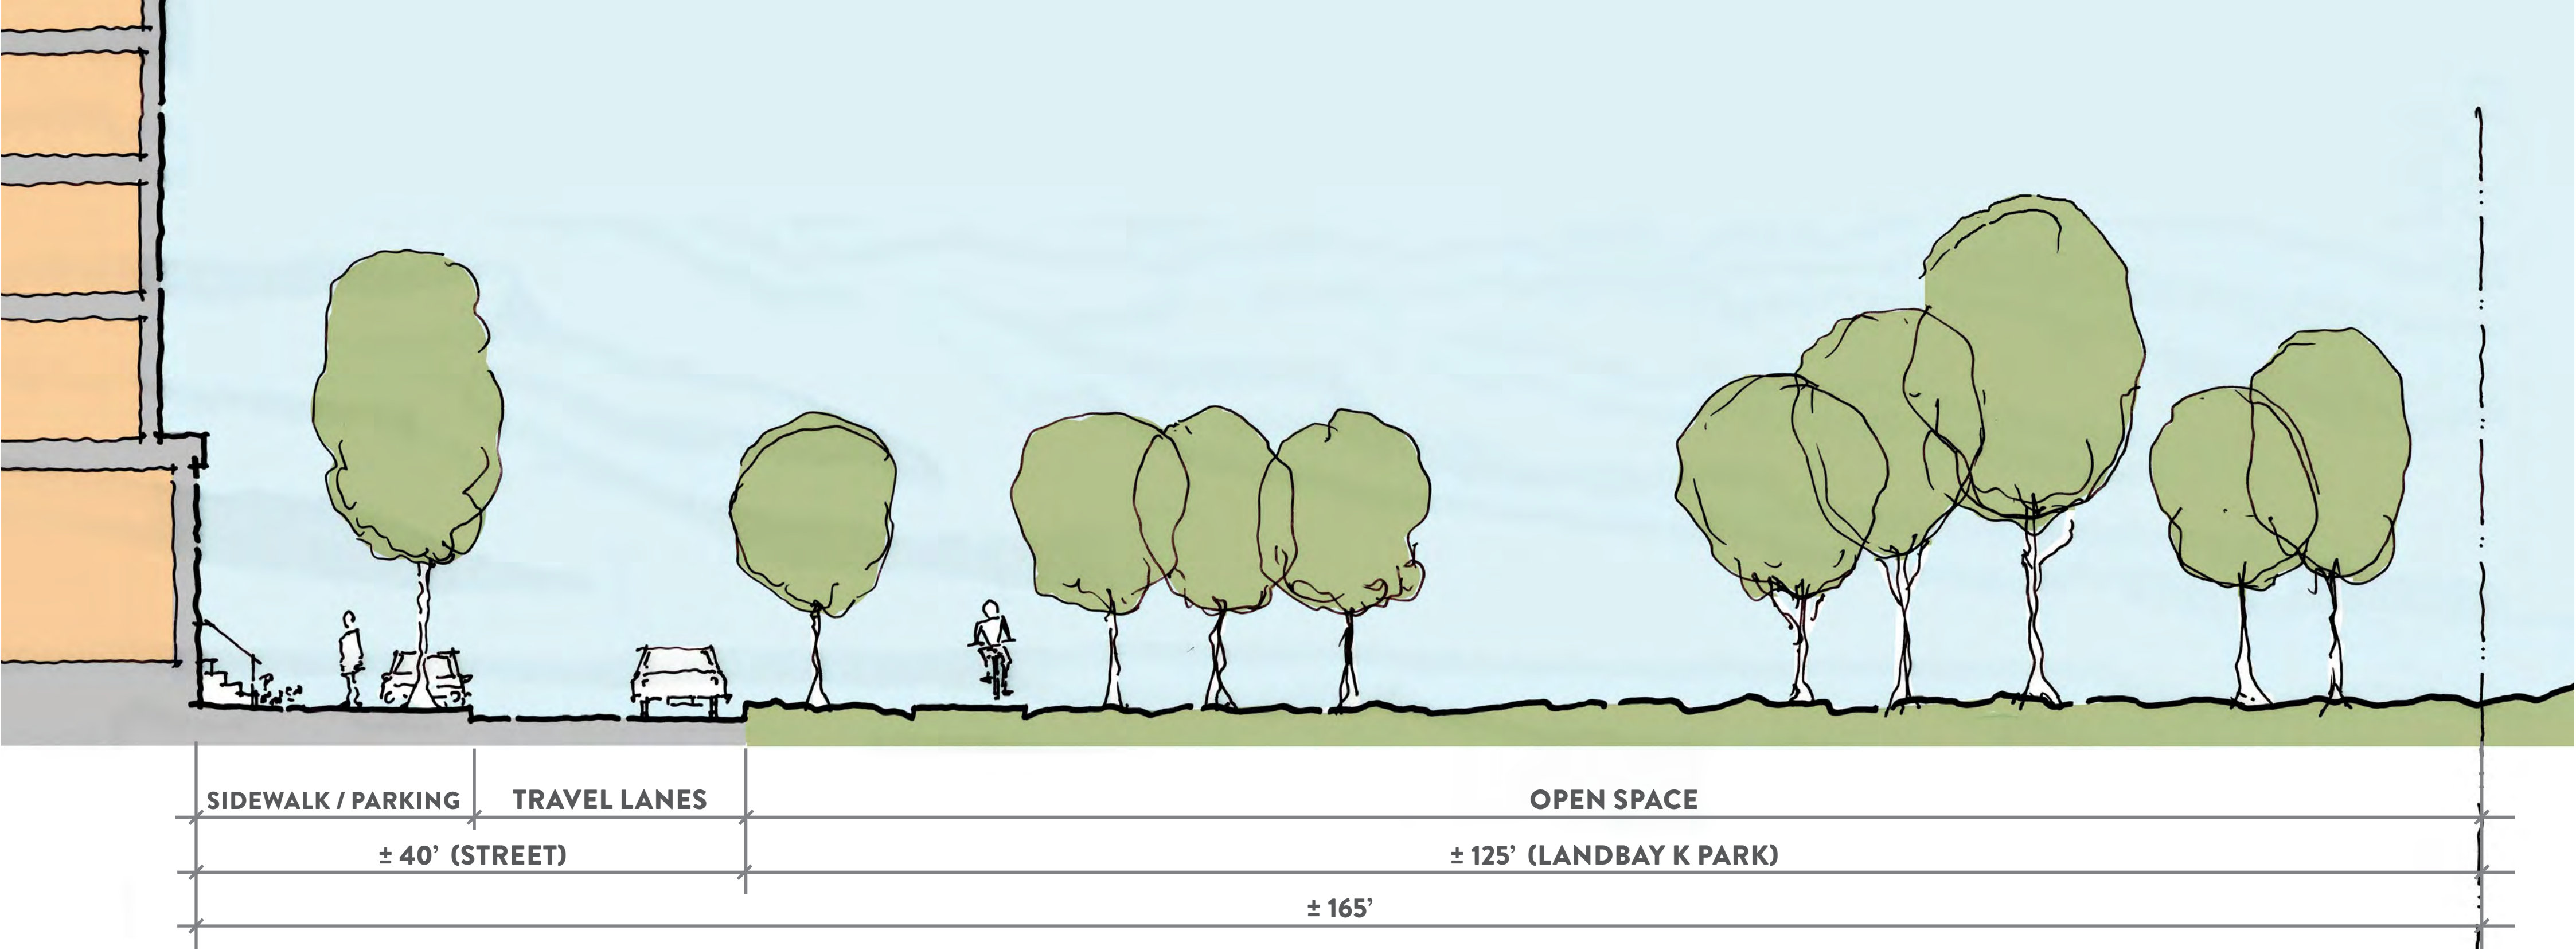 SIDEWALK / PARKING
TRAVEL LANES
OPEN SPACE
± 40’ (STREET)
± 125’ (LANDBAY K PARK)
± 165’